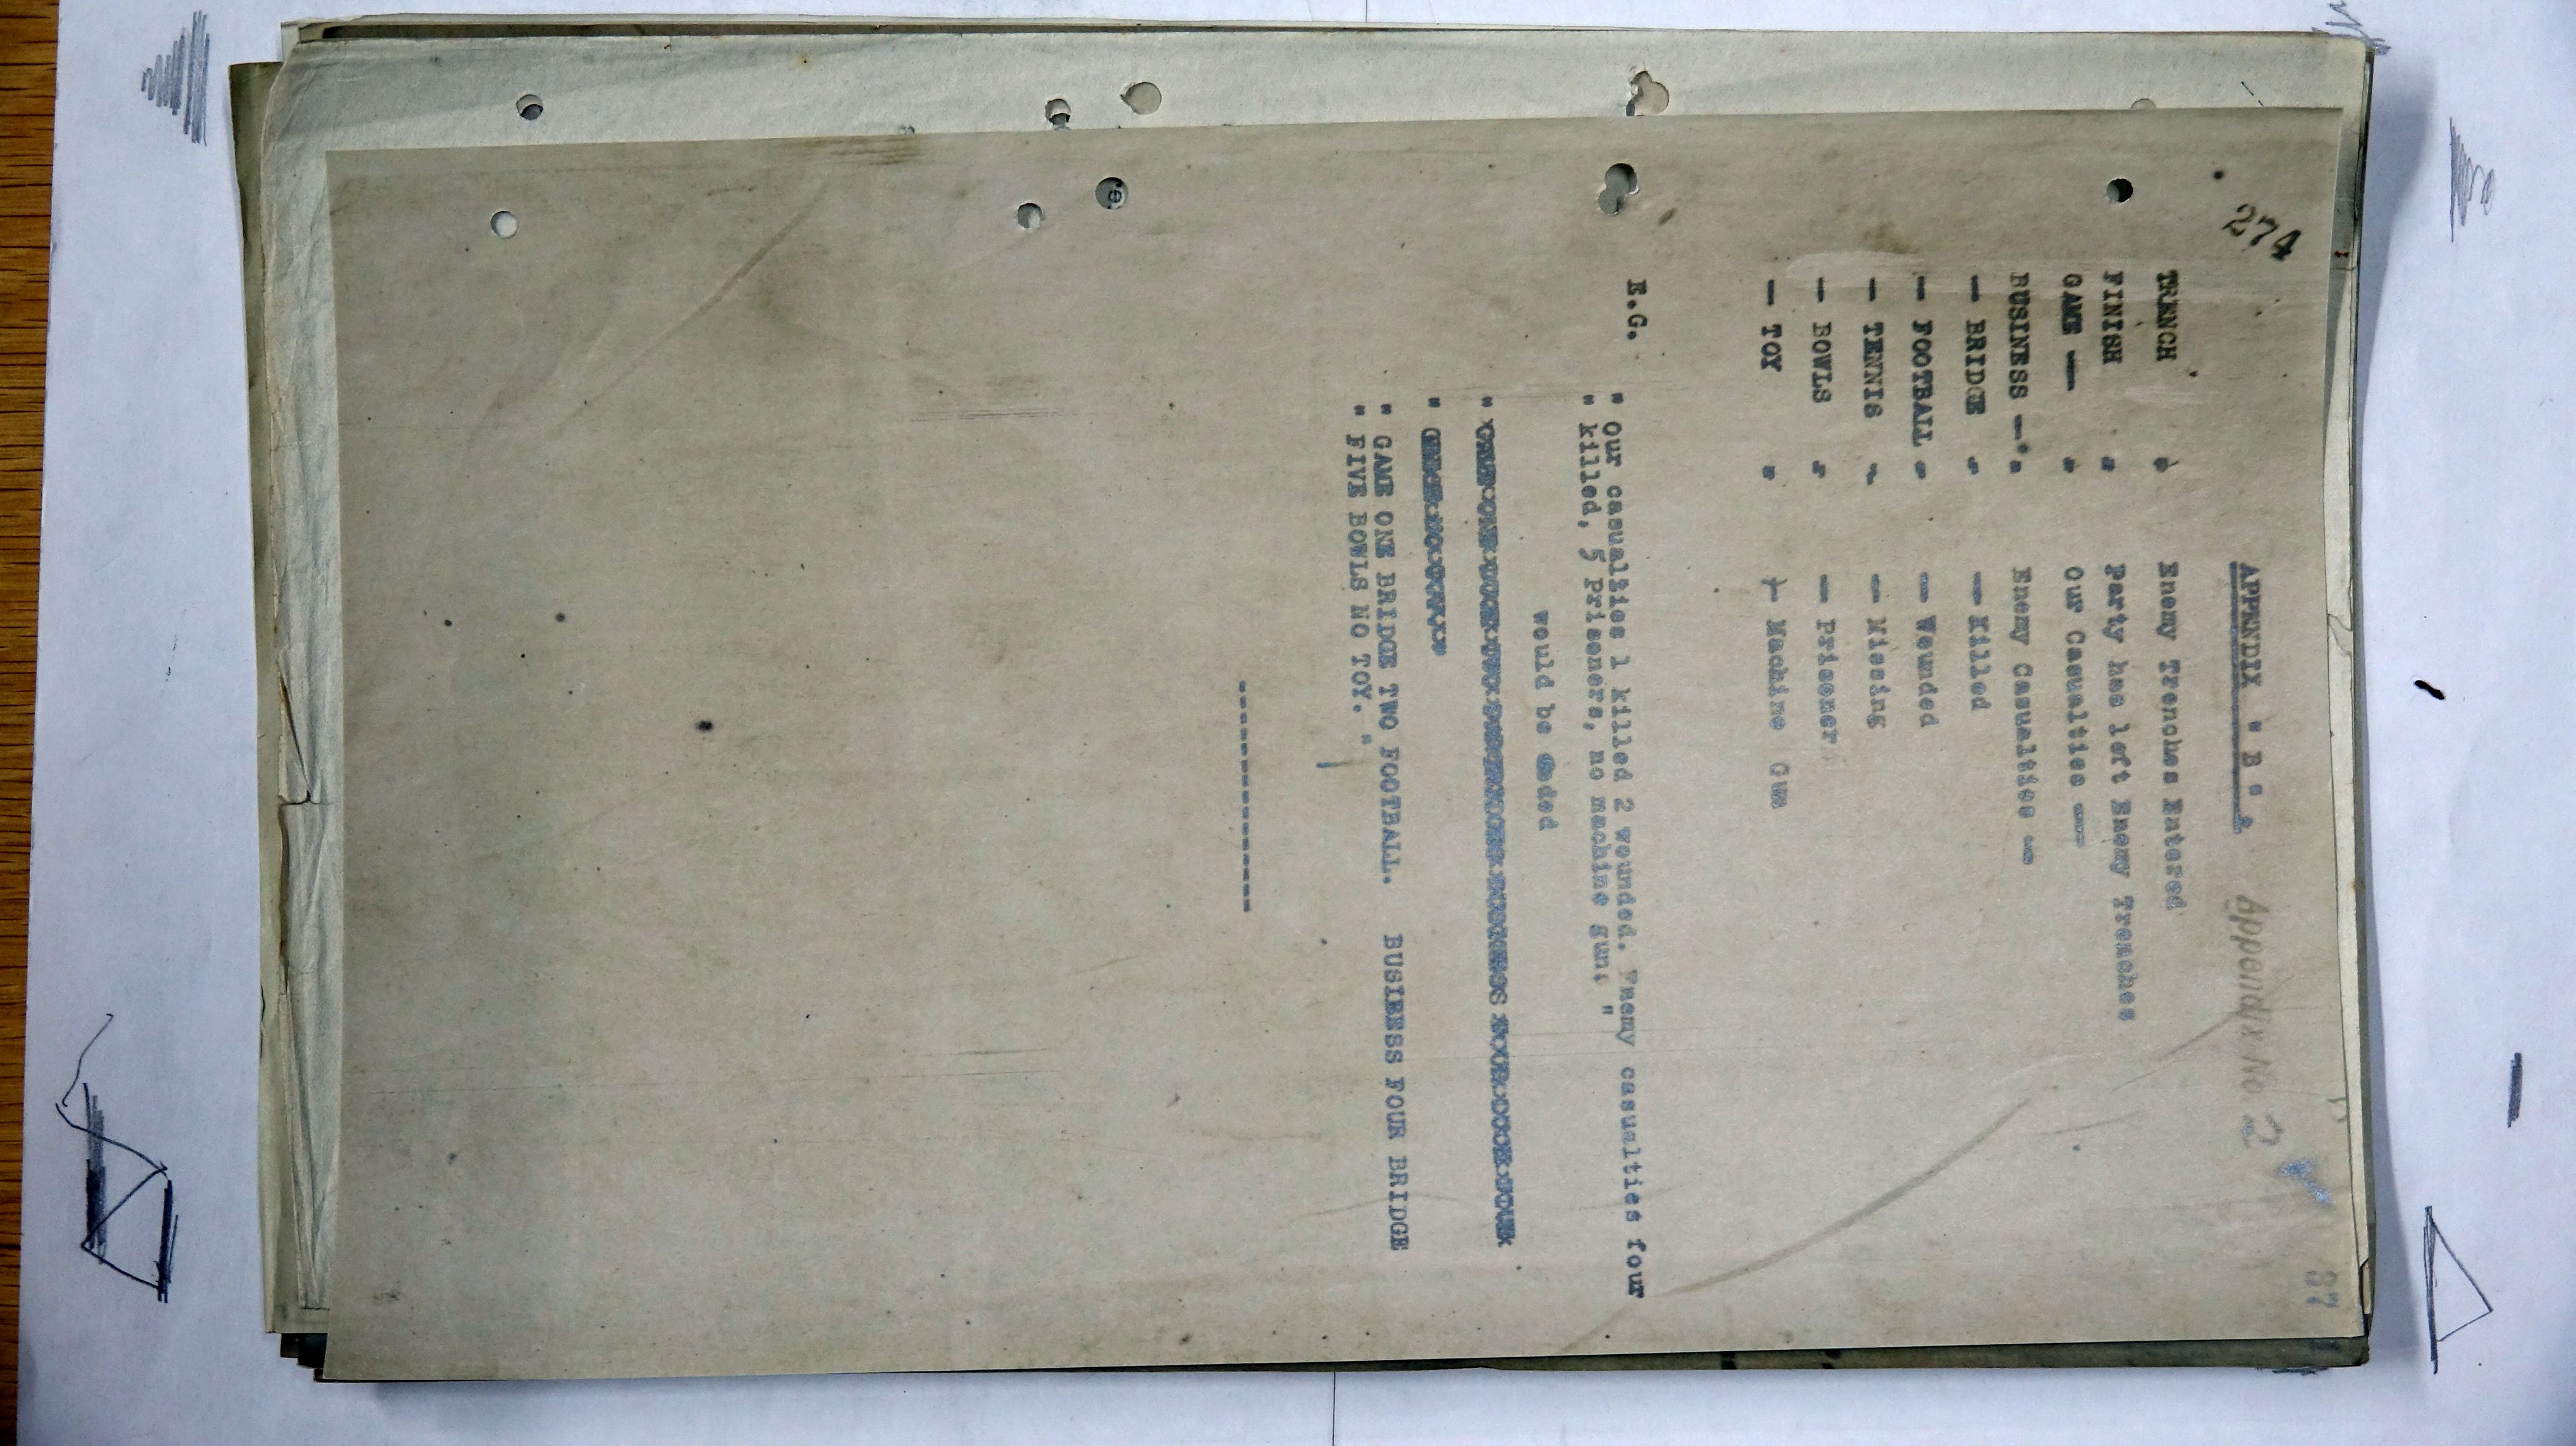 274
37
APPENDIX " B " . Appendix No 2
TRENCH " Enemy Trenches Entered
FINISH " Party has left Enemy Trenches
GAME — " Our Casualties —
BUSINESS — " Enemy Casualties —
— BRIDGE " — Killed
— FOOTBALL " — Wounded
— TENNIS " — Missing
— BOWLS " — Prisoner
— TOY " — Machine Gun
E.G. " Our casualties 1 killed 2 wounded. Enemy casualties four
" killed, 5 Prisoners, no machine gun: "
would be coded
" GAME ONE BRIDGE TWO FOOTBALL. BUSINESS FOUR BRIDGE
" FIVE BOWLS NO TOY. "